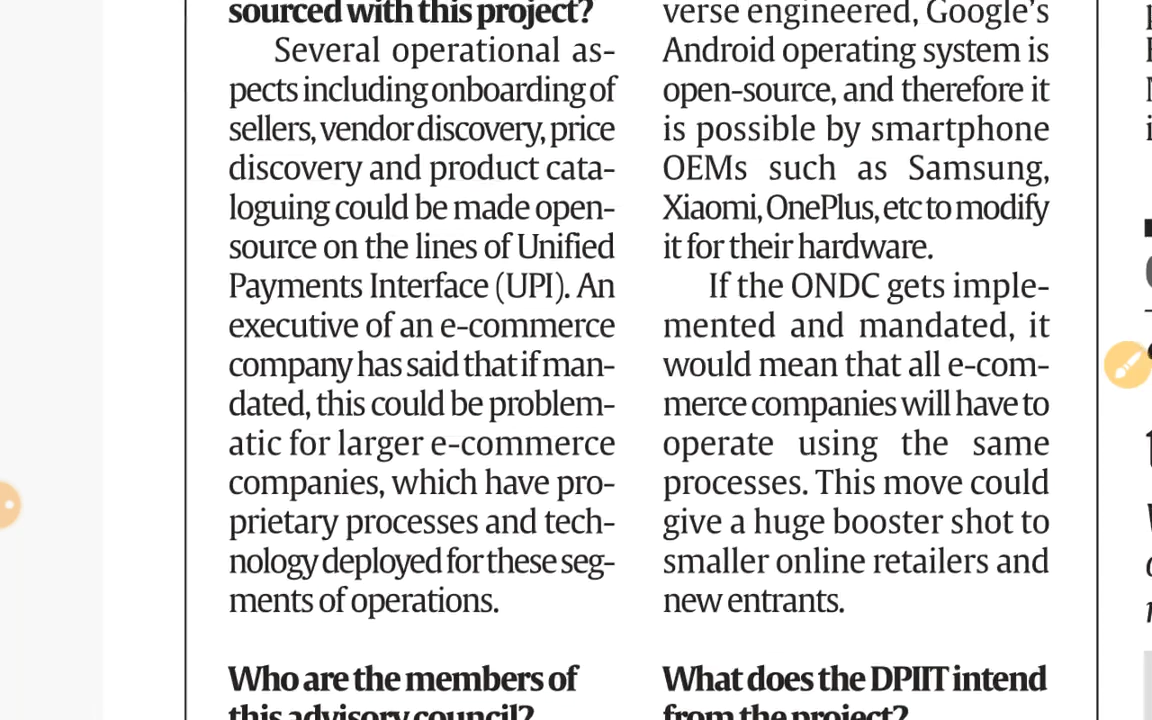 sourced with this project?
Several operational as-
pects including onboarding of
sellers, vendor discovery, price
discovery and product cata-
loguing could be made open-
source on the lines of Unified
Payments Interface (UPI). An
executive of an e-commerce
company has said that if man-
dated, this could be problem-
atic for larger e-commerce
companies, which have pro-
prietary processes and tech-
nology deployed for these seg-
ments of operations.
Who are the members of
this advisory council?
verse engineered, Google's
Android operating system is
open-source, and therefore it
is possible by smartphone
OEMs such as Samsung,
Xiaomi, OnePlus, etc to modify
it for their hardware.
If the ONDC gets imple-
mented and mandated, it
would mean that all e-com-
merce companies will have to
operate using the same
processes. This move could
give a huge booster shot to
smaller online retailers and
new entrants.
What does the DPIIT intend
from the project?